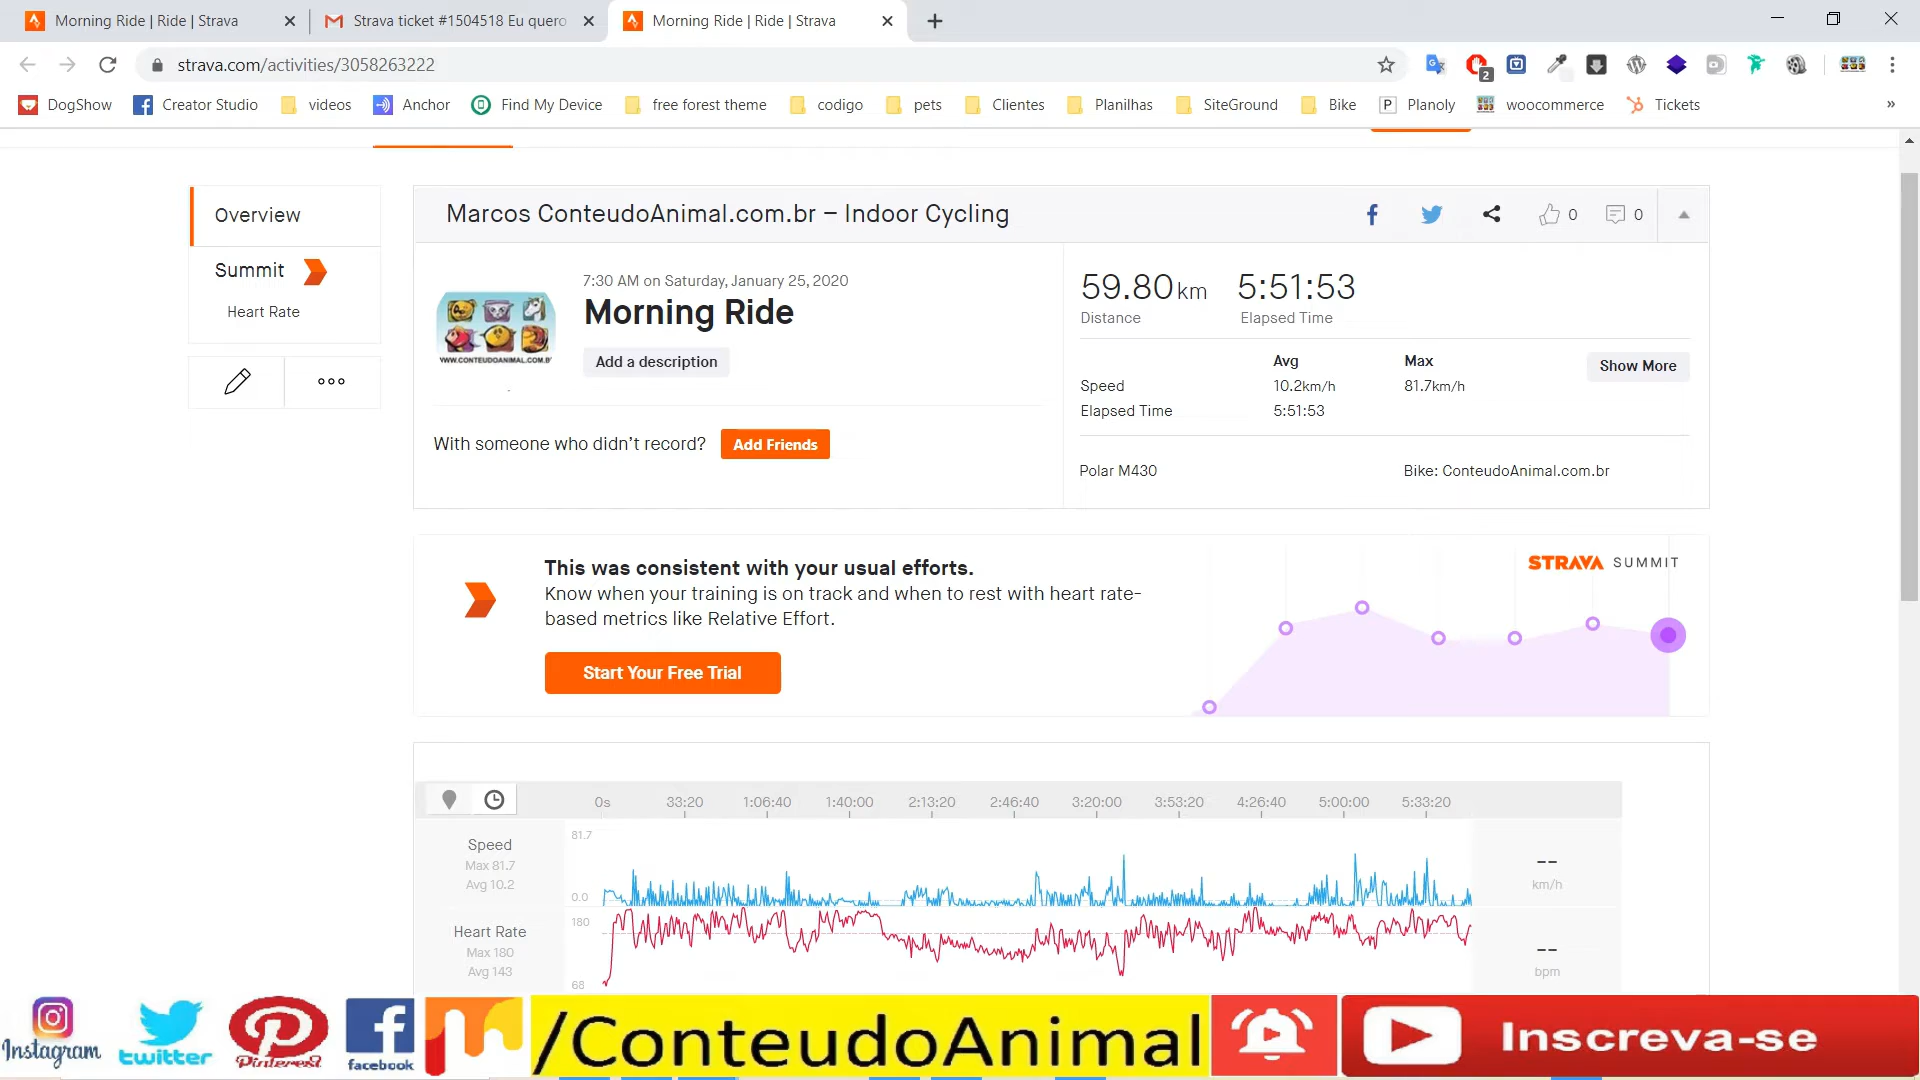 Morning Ride | Ride | Strava
Strava ticket #1504518 Eu quero
Morning Ride | Ride | Strava
strava.com/activities/3058263222
2
DogShow
Creator Studio
videos
Anchor
Find My Device
free forest theme
codigo
pets
Clientes
Planilhas
SiteGround
Bike
Planoly
woocommerce
Tickets
»
Overview
Summit
Heart Rate
Marcos ConteudoAnimal.com.br – Indoor Cycling
0
0
WWW.CONTEUDOANIMAL.COM.B
7:30 AM on Saturday, January 25, 2020
Morning Ride
Add a description
With someone who didn't record?
Add Friends
59.80 km
5:51:53
Distance
Elapsed Time
Avg
Max
Show More
Speed
10.2km/h
81.7km/h
Elapsed Time
5:51:53
Polar M430
Bike: ConteudoAnimal.com.br
This was consistent with your usual efforts.
Know when your training is on track and when to rest with heart rate-
based metrics like Relative Effort.
Start Your Free Trial
STRAVA SUMMIT
0s 33:20 1:06:40 1:40:00 2:13:20 2:46:40 3:20:00 3:53:20 4:26:40 5:00:00 5:33:20
Speed
Max 81.7
Avg 10.2
81.7
0.0
--
km/h
Heart Rate
Max 180
Avg 143
180
68
--
bpm
Instagram
twitter
Pinterest
facebook
/ConteudoAnimal
Inscreva-se